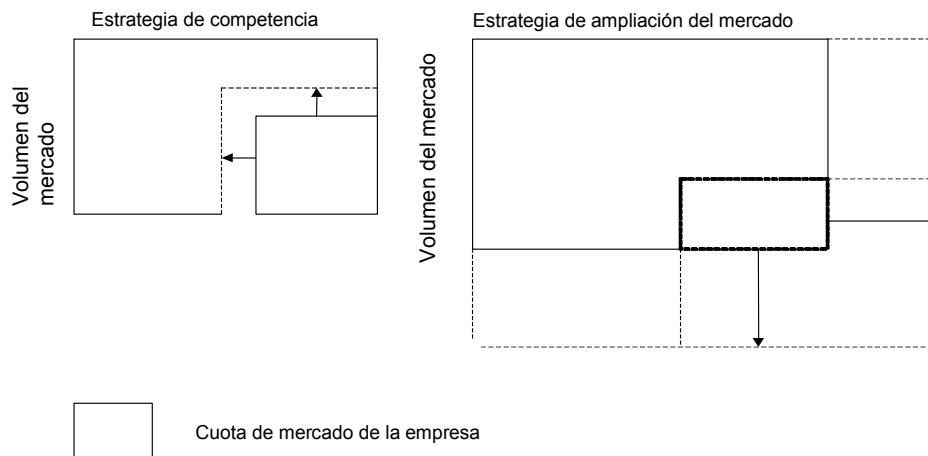 Estrategia de competencia
Volumen del
mercado
Estrategia de ampliación del mercado
Volumen del mercado
Cuota de mercado de la empresa